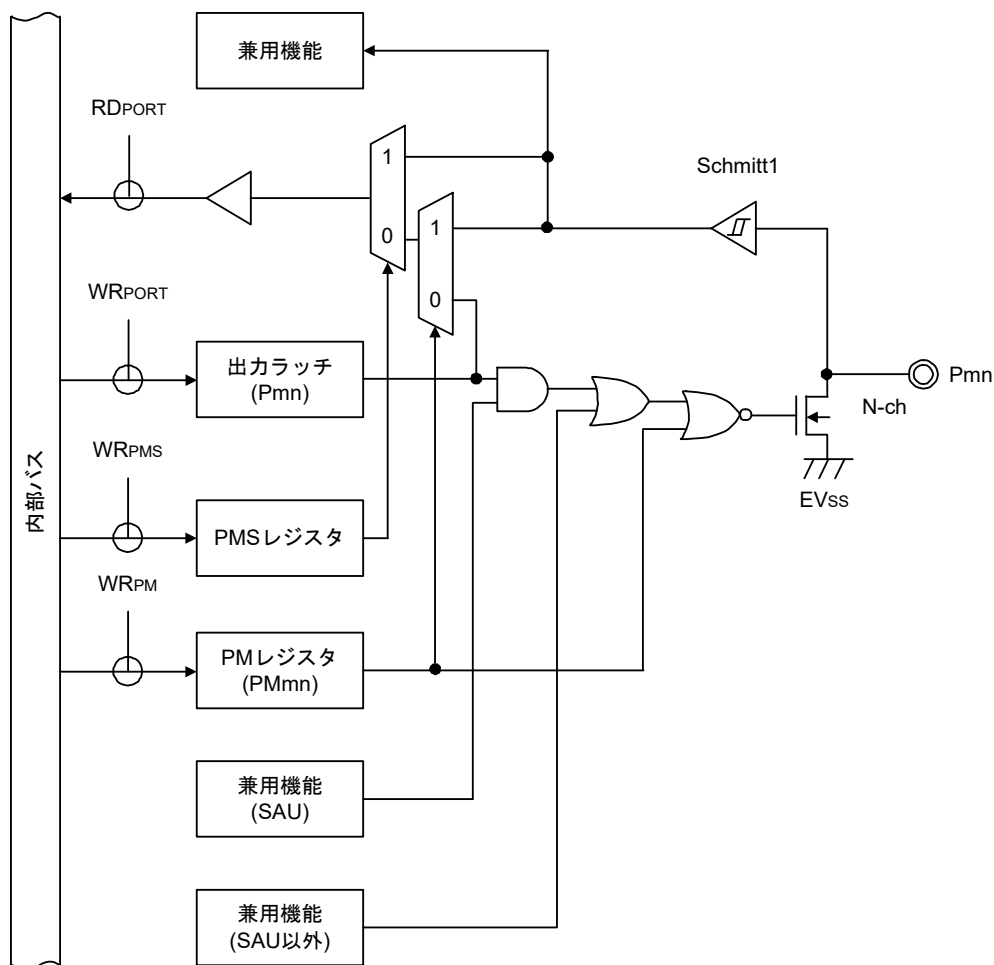 兼用機能
RDPORT
1
0
1
0
Schmitt1
WRPORT
出力ラッチ
(Pmn)
Pmn
N-ch
EVSS
WRPMS
PMSレジスタ
内部バス
WRPM
PMレジスタ
(PMmn)
兼用機能
(SAU)
兼用機能
(SAU以外)